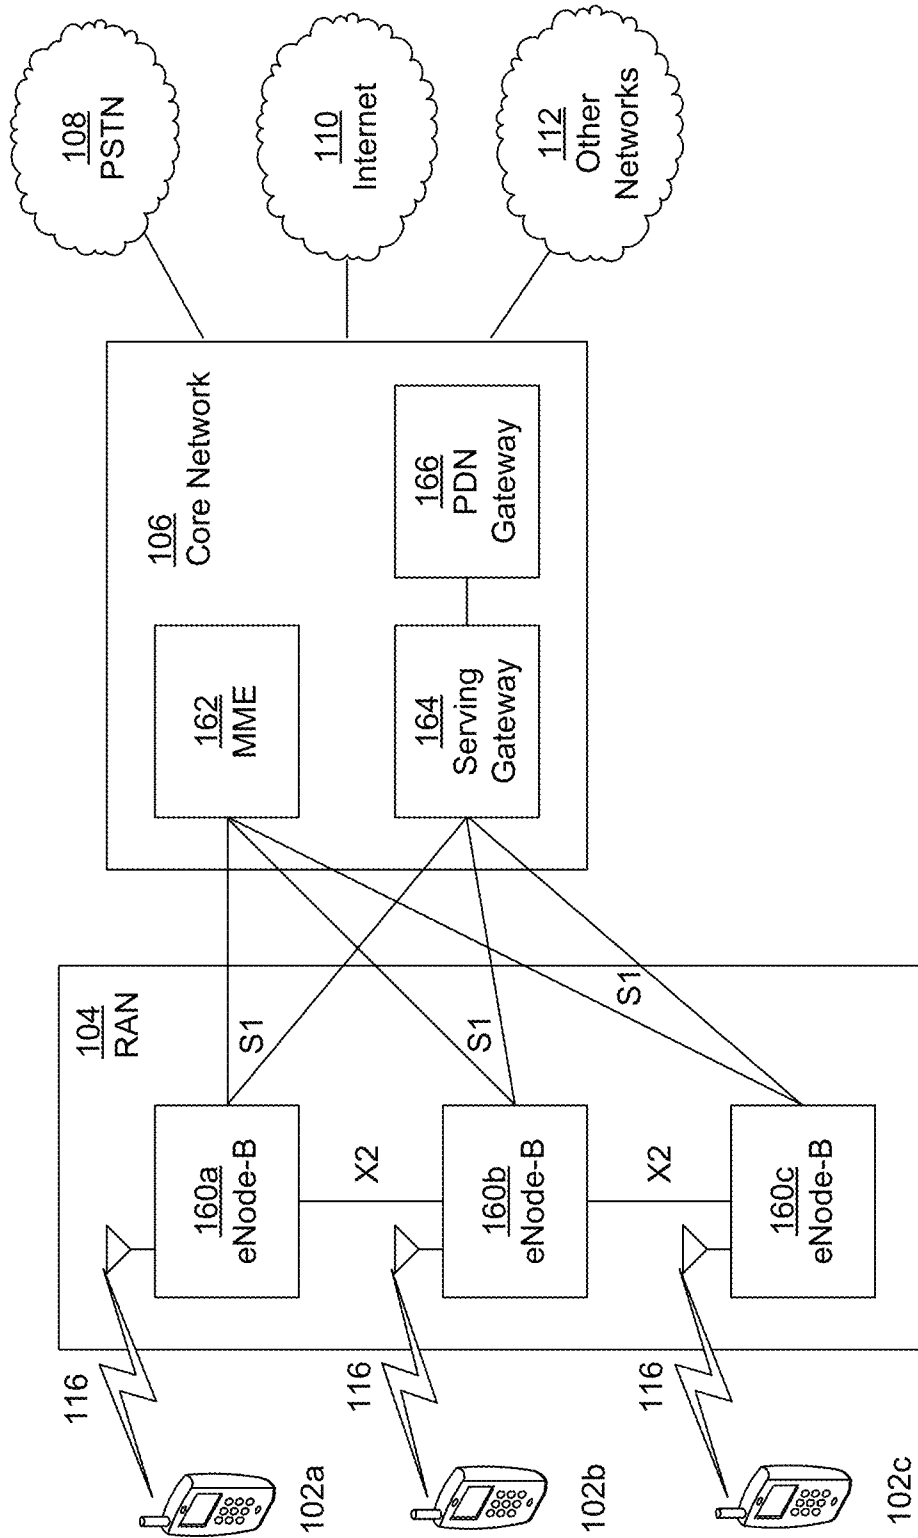 102a
102b
102c
116
116
116
104
RAN
160a
eNode-B
X2
160b
eNode-B
X2
160c
eNode-B
S1
S1
S1
106
Core Network
162
MME
164
Serving
Gateway
166
PDN
Gateway
108
PSTN
110
Internet
112
Other
Networks